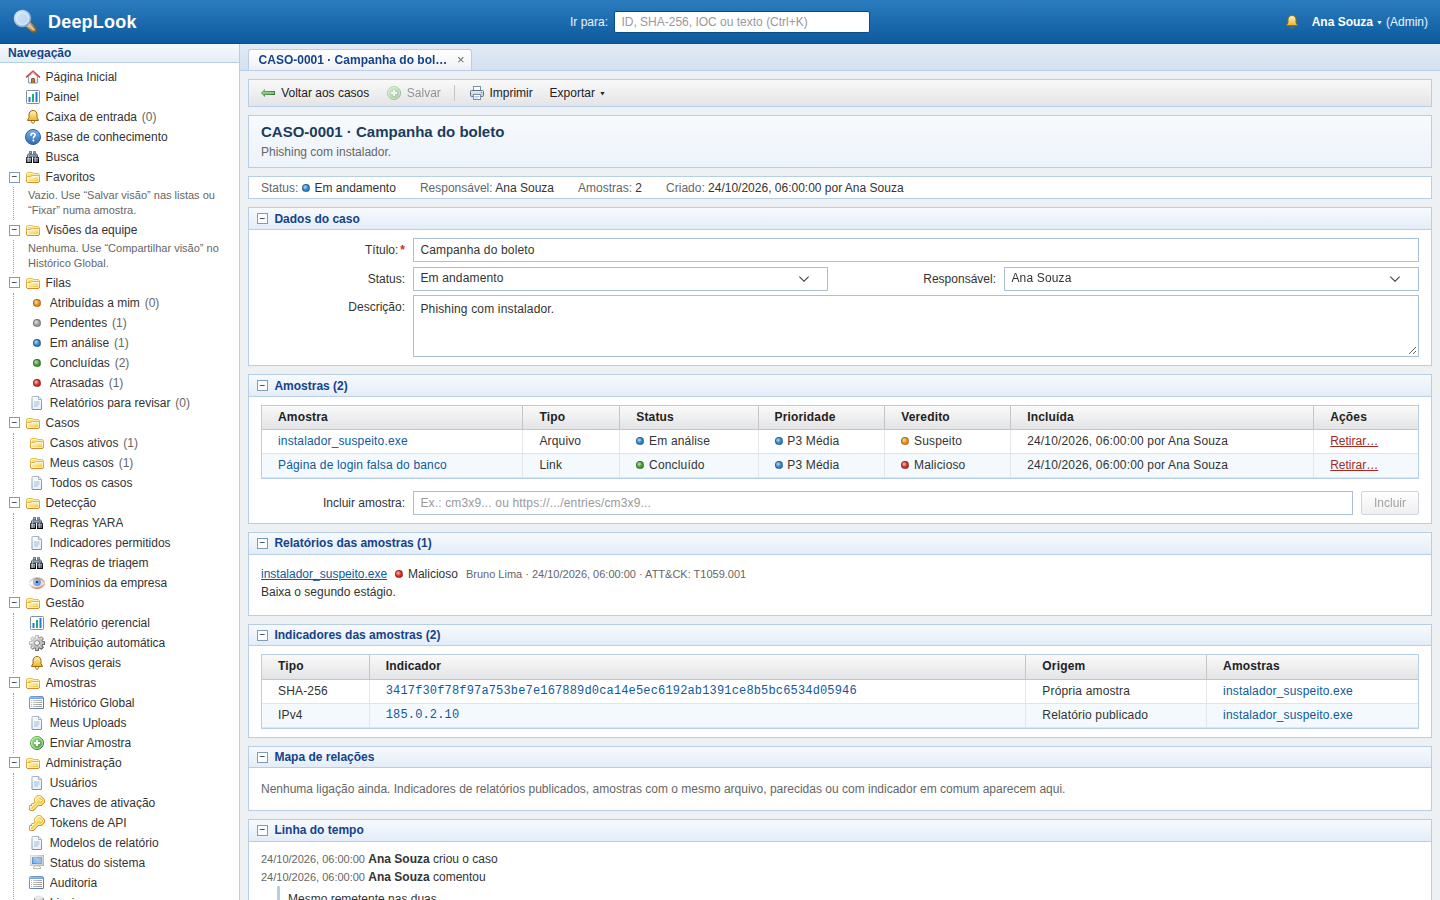 DeepLook
Ir para: ID, SHA-256, IOC ou texto (Ctrl+K)
Ana Souza (Admin)
Navegação
Página Inicial
Painel
Caixa de entrada (0)
Base de conhecimento
Busca
Favoritos
Vazio. Use “Salvar visão” nas listas ou
“Fixar” numa amostra.
Visões da equipe
Nenhuma. Use “Compartilhar visão” no
Histórico Global.
Filas
Atribuídas a mim (0)
Pendentes (1)
Em análise (1)
Concluídas (2)
Atrasadas (1)
Relatórios para revisar (0)
Casos
Casos ativos (1)
Meus casos (1)
Todos os casos
Detecção
Regras YARA
Indicadores permitidos
Regras de triagem
Domínios da empresa
Gestão
Relatório gerencial
Atribuição automática
Avisos gerais
Amostras
Histórico Global
Meus Uploads
Enviar Amostra
Administração
Usuários
Chaves de ativação
Tokens de API
Modelos de relatório
Status do sistema
Auditoria
CASO-0001 · Campanha do bol… ×
Voltar aos casos Salvar Imprimir Exportar
CASO-0001 · Campanha do boleto
Phishing com instalador.
Status: Em andamento Responsável: Ana Souza Amostras: 2 Criado: 24/10/2026, 06:00:00 por Ana Souza
Dados do caso
Título:* Campanha do boleto
Status: Em andamento Responsável: Ana Souza
Descrição: Phishing com instalador.
Amostras (2)
Amostra Tipo Status Prioridade Veredito Incluída Ações
instalador_suspeito.exe Arquivo Em análise P3 Média Suspeito 24/10/2026, 06:00:00 por Ana Souza Retirar…
Página de login falsa do banco Link Concluído P3 Média Malicioso 24/10/2026, 06:00:00 por Ana Souza Retirar…
Incluir amostra: Ex.: cm3x9... ou https://.../entries/cm3x9... Incluir
Relatórios das amostras (1)
instalador_suspeito.exe Malicioso Bruno Lima · 24/10/2026, 06:00:00 · ATT&CK: T1059.001
Baixa o segundo estágio.
Indicadores das amostras (2)
Tipo Indicador Origem Amostras
SHA-256 3417f30f78f97a753be7e167889d0ca14e5ec6192ab1391ce8b5bc6534d05946 Própria amostra instalador_suspeito.exe
IPv4 185.0.2.10 Relatório publicado instalador_suspeito.exe
Mapa de relações
Nenhuma ligação ainda. Indicadores de relatórios publicados, amostras com o mesmo arquivo, parecidas ou com indicador em comum aparecem aqui.
Linha do tempo
24/10/2026, 06:00:00 Ana Souza criou o caso
24/10/2026, 06:00:00 Ana Souza comentou
Mesmo remetente nas duas.